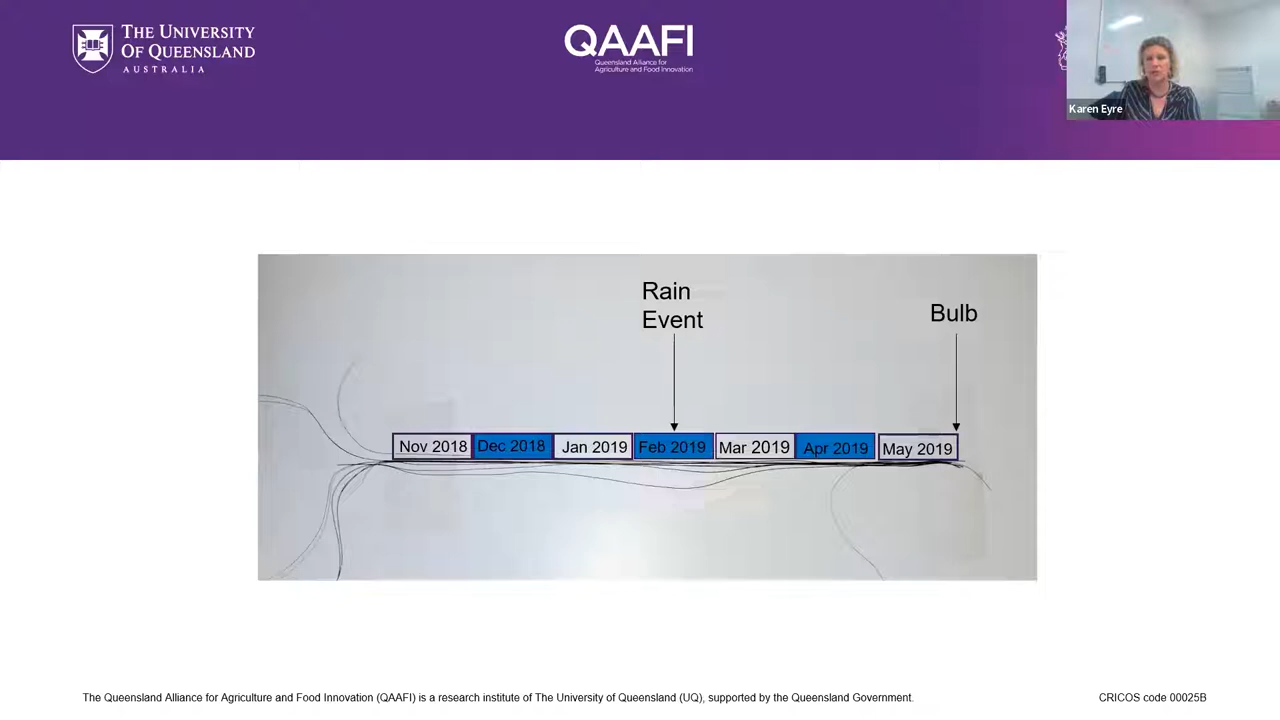 THE UNIVERSITY
OF QUEENSLAND
AUSTRALIA
QAAFI
Queensland Alliance for
Agriculture and Food Innovation
Karen Eyre
Rain
Event
Bulb
Nov 2018 Dec 2018 Jan 2019 Feb 2019 Mar 2019 Apr 2019 May 2019
The Queensland Alliance for Agriculture and Food Innovation (QAAFI) is a research institute of The University of Queensland (UQ), supported by the Queensland Government.
CRICOS code 00025B